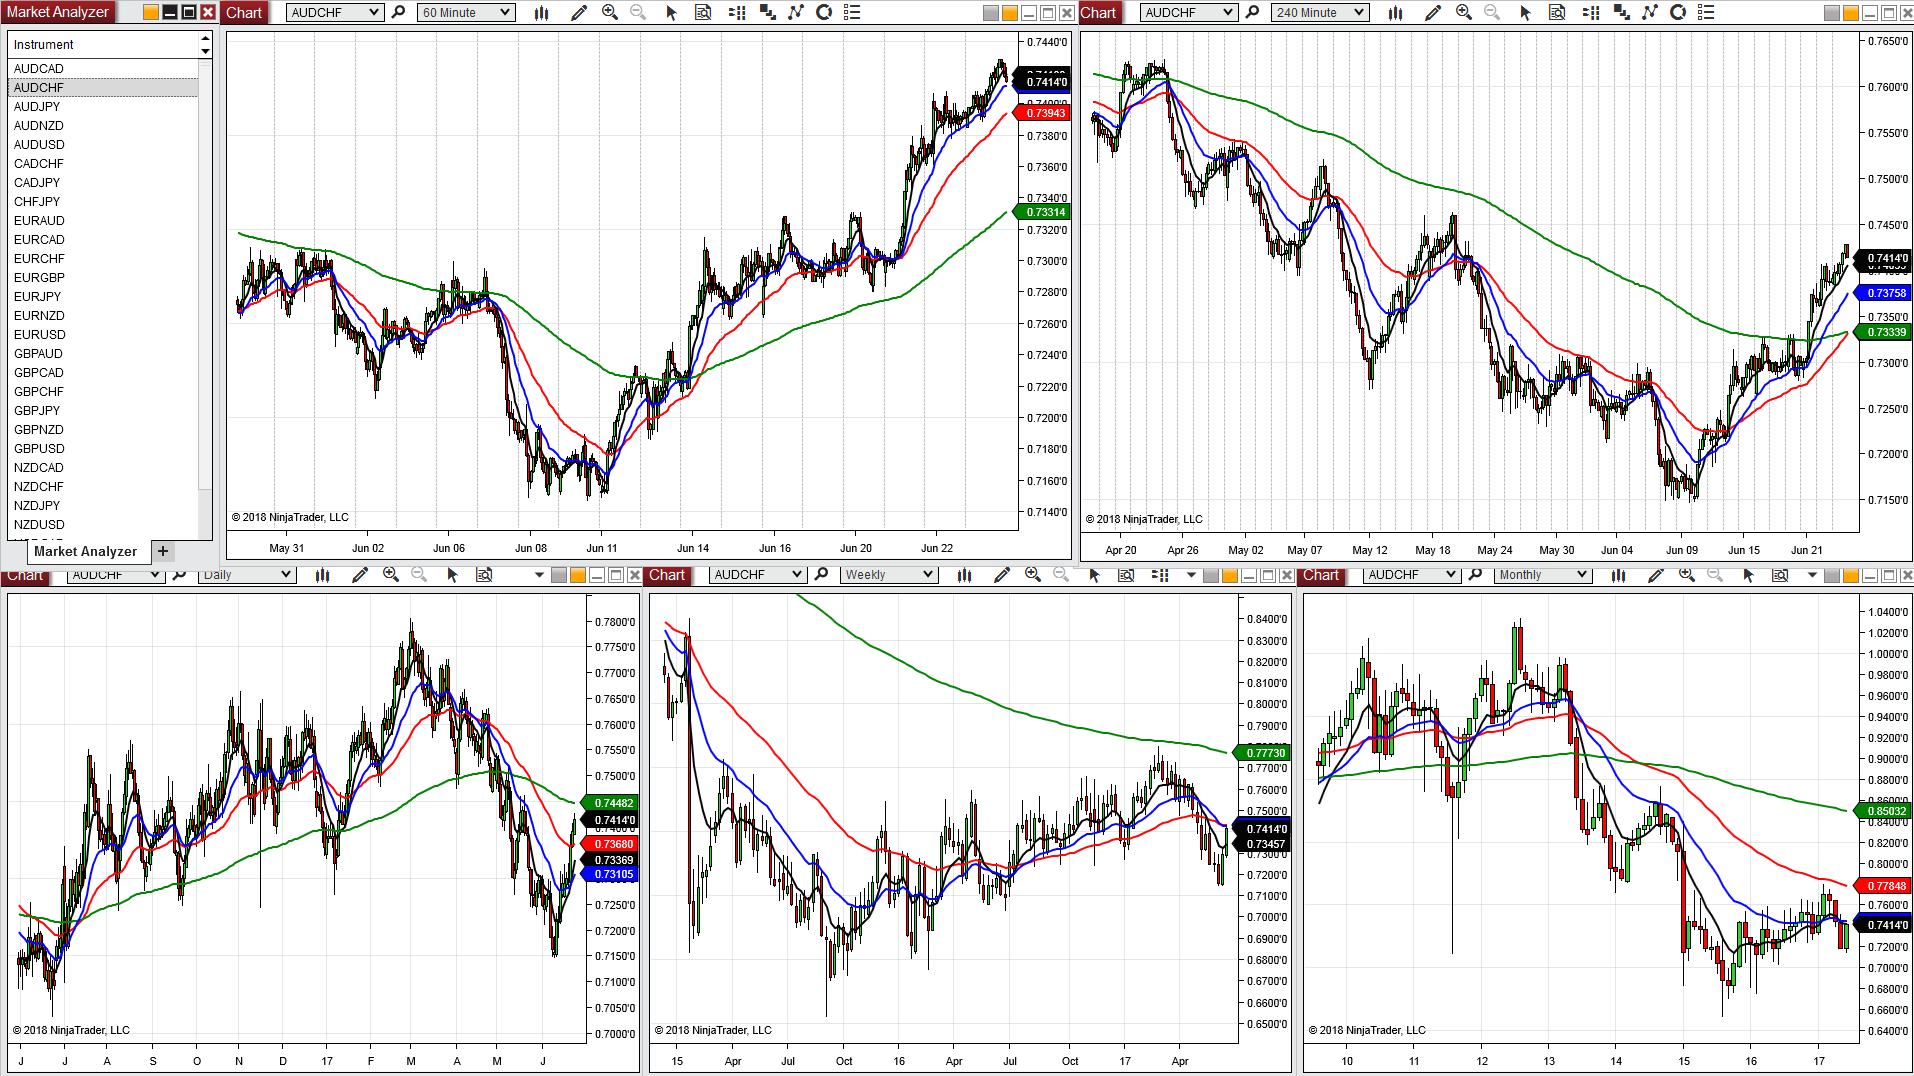 Market Analyzer
Instrument
AUDCAD
AUDCHF
AUDJPY
AUDNZD
AUDUSD
CADCHF
CADJPY
CHFJPY
EURAUD
EURCAD
EURCHF
EURGBP
EURJPY
EURNZD
EURUSD
GBPAUD
GBPCAD
GBPCHF
GBPJPY
GBPNZD
GBPUSD
NZDCAD
NZDCHF
NZDJPY
NZDUSD
Market Analyzer +
Chart AUDCHF 60 Minute
0.7440'0
0.7414'0
0.7400'0
0.73943
0.7380'0
0.7360'0
0.7340'0
0.73314
0.7320'0
0.7300'0
0.7280'0
0.7260'0
0.7240'0
0.7220'0
0.7200'0
0.7180'0
0.7160'0
0.7140'0
© 2018 NinjaTrader, LLC
May 31 Jun 02 Jun 06 Jun 08 Jun 11 Jun 14 Jun 16 Jun 20 Jun 22
Chart AUDCHF 240 Minute
0.7650'0
0.7600'0
0.7550'0
0.7500'0
0.7450'0
0.7414'0
0.73758
0.7350'0
0.73339
0.7300'0
0.7250'0
0.7200'0
0.7150'0
© 2018 NinjaTrader, LLC
Apr 20 Apr 26 May 02 May 07 May 12 May 18 May 24 May 30 Jun 04 Jun 09 Jun 15 Jun 21
Chart AUDCHF Daily
0.7800'0
0.7750'0
0.7700'0
0.7650'0
0.7600'0
0.7550'0
0.7500'0
0.74482
0.7414'0
0.7400'0
0.73680
0.73369
0.73105
0.7250'0
0.7200'0
0.7150'0
0.7100'0
0.7050'0
0.7000'0
© 2018 NinjaTrader, LLC
J J A S O N D 17 F M A M J
Chart AUDCHF Weekly
0.8400'0
0.8300'0
0.8200'0
0.8100'0
0.8000'0
0.7900'0
0.77730
0.7700'0
0.7600'0
0.7500'0
0.7414'0
0.73457
0.7300'0
0.7200'0
0.7100'0
0.7000'0
0.6900'0
0.6800'0
0.6700'0
0.6600'0
0.6500'0
© 2018 NinjaTrader, LLC
15 Apr Jul Oct 16 Apr Jul Oct 17 Apr
Chart AUDCHF Monthly
1.0400'0
1.0200'0
1.0000'0
0.9800'0
0.9600'0
0.9400'0
0.9200'0
0.9000'0
0.8800'0
0.8600'0
0.85032
0.8400'0
0.8200'0
0.8000'0
0.77848
0.7600'0
0.7414'0
0.7200'0
0.7000'0
0.6800'0
0.6600'0
0.6400'0
© 2018 NinjaTrader, LLC
10 11 12 13 14 15 16 17